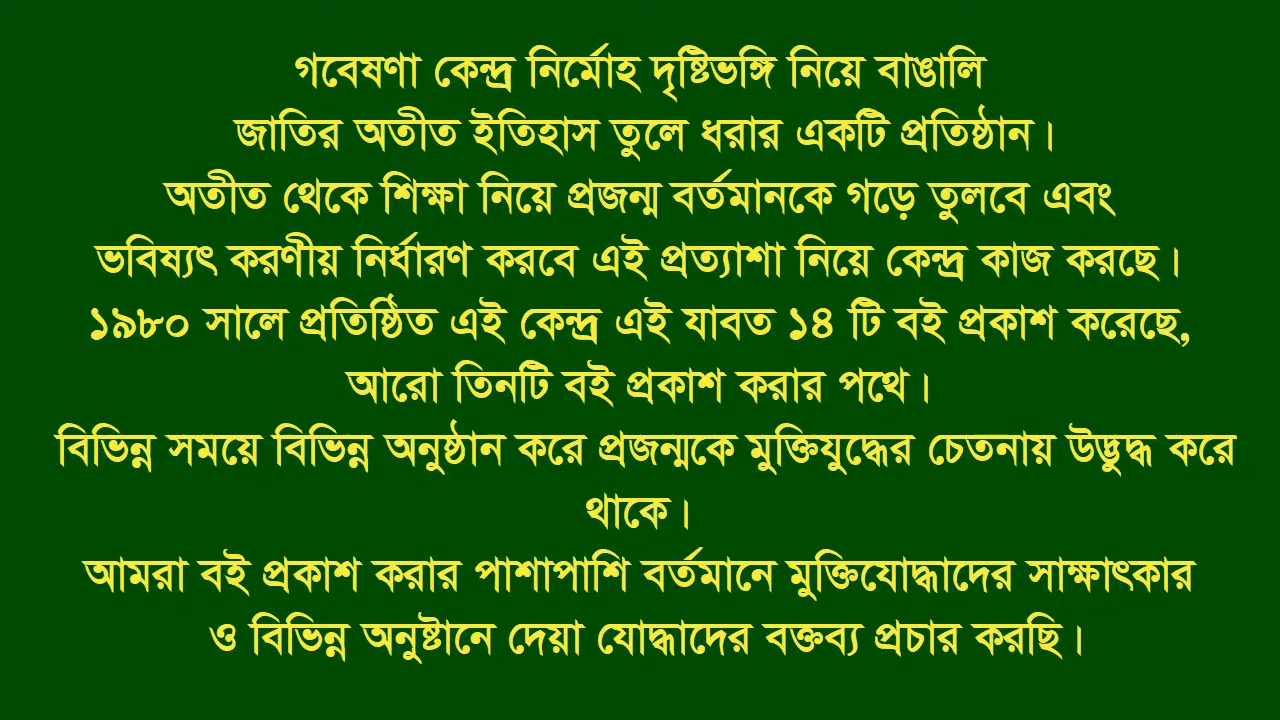 গবেষণা কেন্দ্র নির্মোহ দৃষ্টিভঙ্গি নিয়ে বাঙালি
জাতির অতীত ইতিহাস তুলে ধরার একটি প্রতিষ্ঠান।
অতীত থেকে শিক্ষা নিয়ে প্রজন্ম বর্তমানকে গড়ে তুলবে এবং
ভবিষ্যৎ করণীয় নির্ধারণ করবে এই প্রত্যাশা নিয়ে কেন্দ্র কাজ করছে।
১৯৮০ সালে প্রতিষ্ঠিত এই কেন্দ্র এই যাবত ১৪ টি বই প্রকাশ করেছে,
আরো তিনটি বই প্রকাশ করার পথে।
বিভিন্ন সময়ে বিভিন্ন অনুষ্ঠান করে প্রজন্মকে মুক্তিযুদ্ধের চেতনায় উদ্ভুদ্ধ করে
থাকে।
আমরা বই প্রকাশ করার পাশাপাশি বর্তমানে মুক্তিযোদ্ধাদের সাক্ষাৎকার
ও বিভিন্ন অনুষ্টানে দেয়া যোদ্ধাদের বক্তব্য প্রচার করছি।